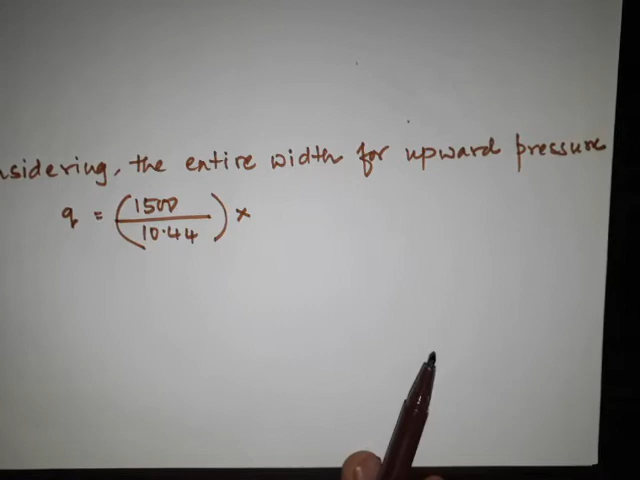 nsidering, the entire width for upward pressure
q = (1500 / 10.44) ×